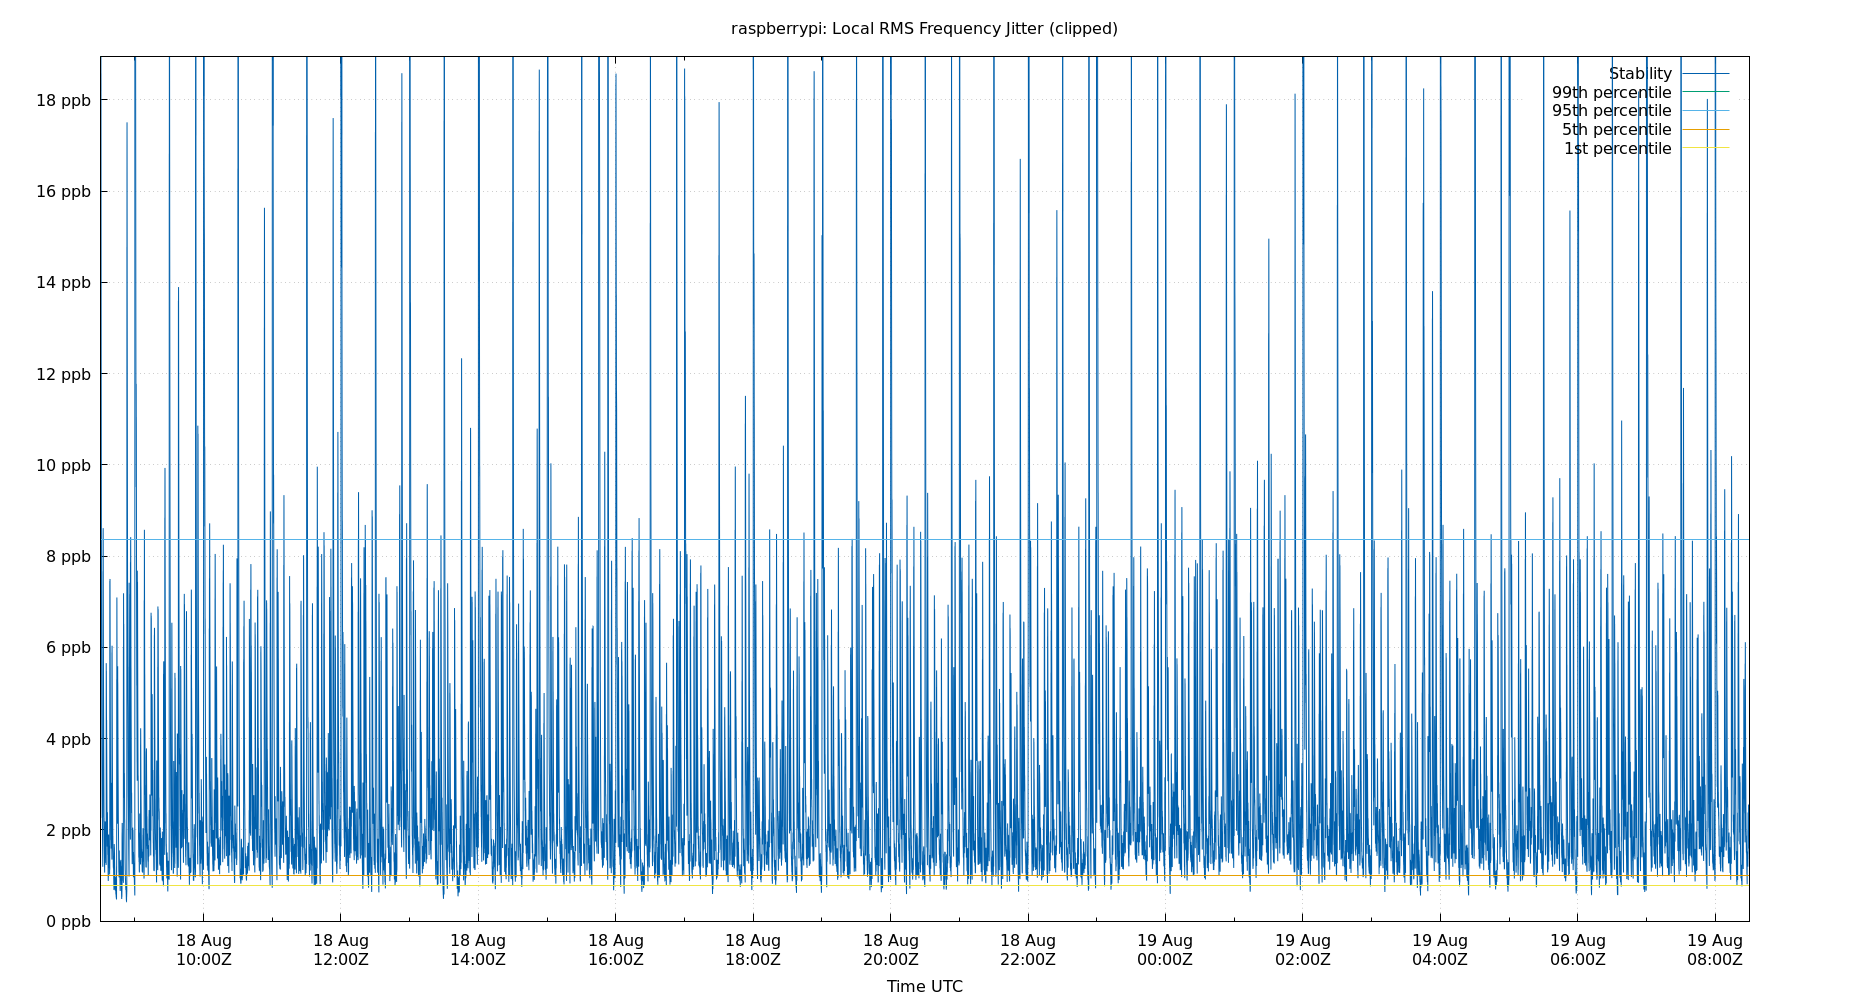 raspberrypi: Local RMS Frequency Jitter (clipped)
Stability
99th percentile
95th percentile
5th percentile
1st percentile
18 ppb
16 ppb
14 ppb
12 ppb
10 ppb
8 ppb
6 ppb
4 ppb
2 ppb
0 ppb
18 Aug 18 Aug 18 Aug 18 Aug 18 Aug 18 Aug 18 Aug 19 Aug 19 Aug 19 Aug 19 Aug 19 Aug
10:00Z 12:00Z 14:00Z 16:00Z 18:00Z 20:00Z 22:00Z 00:00Z 02:00Z 04:00Z 06:00Z 08:00Z
Time UTC